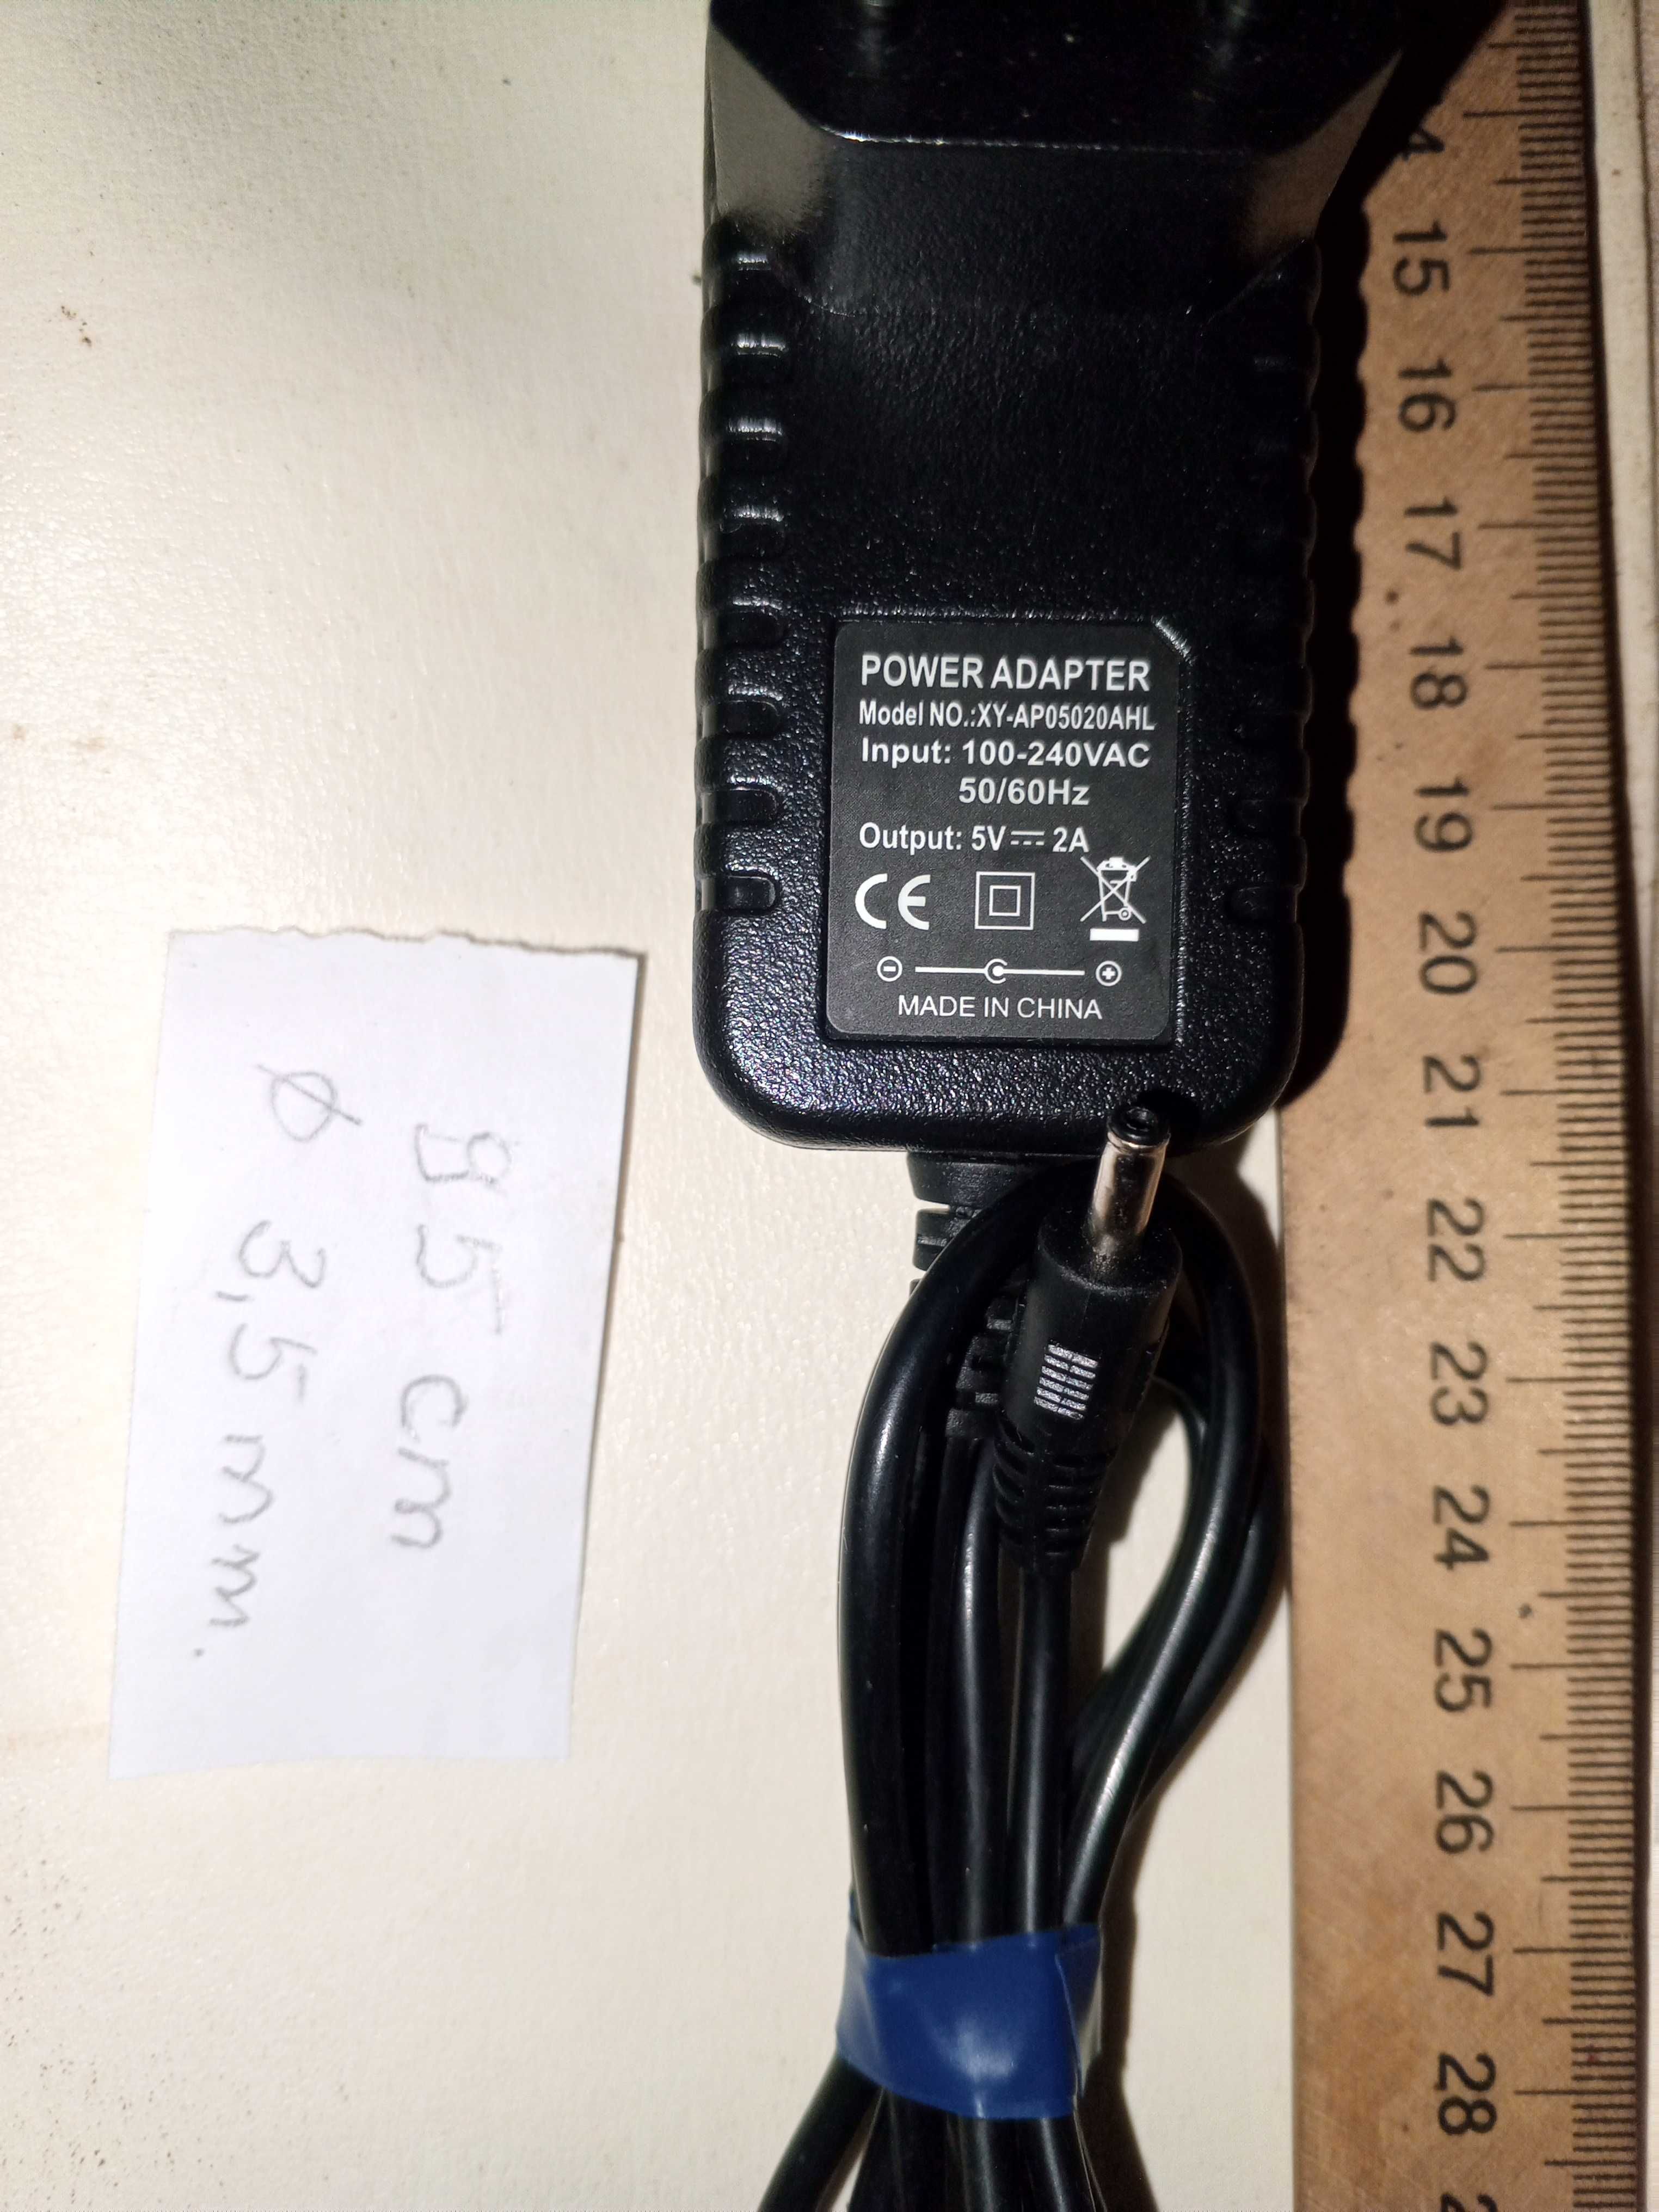 POWER ADAPTER
Model NO.:XY-AP05020AHL
Input: 100-240VAC
50/60Hz
Output: 5V 2A
CE
MADE IN CHINA
95 cm
ϕ 3,5 mm.
14
15
16
17
18
19
20
21
22
23
24
25
26
27
28